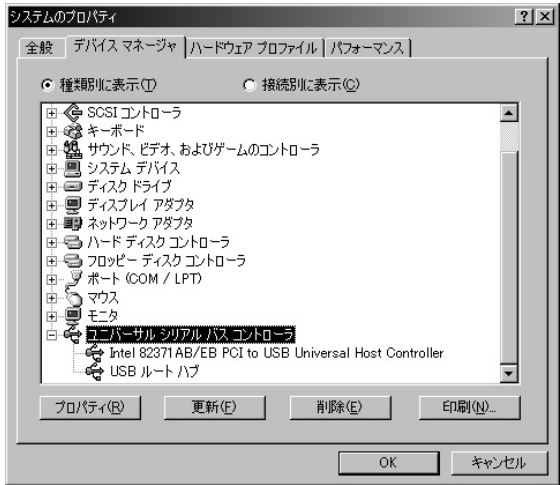 システムのプロパティ
全般 デバイス マネージャ ハードウェア プロファイル パフォーマンス
種類別に表示(T) 接続別に表示(C)
SCSI コントローラ
キーボード
サウンド、ビデオ、およびゲームのコントローラ
システム デバイス
ディスク ドライブ
ディスプレイ アダプタ
ネットワーク アダプタ
ハード ディスク コントローラ
フロッピー ディスク コントローラ
ポート (COM / LPT)
マウス
モニタ
ユニバーサル シリアル バス コントローラ
Intel 82371AB/EB PCI to USB Universal Host Controller
USB ルート ハブ
プロパティ(R) 更新(F) 削除(E) 印刷(N)...
OK キャンセル